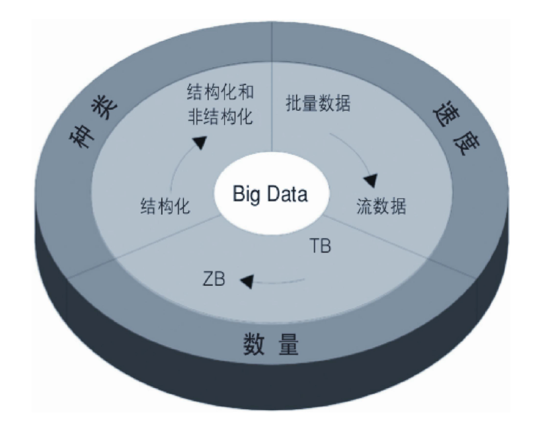 种类
结构化和
非结构化
结构化
批量数据
速度
流数据
Big Data
TB
ZB
数量